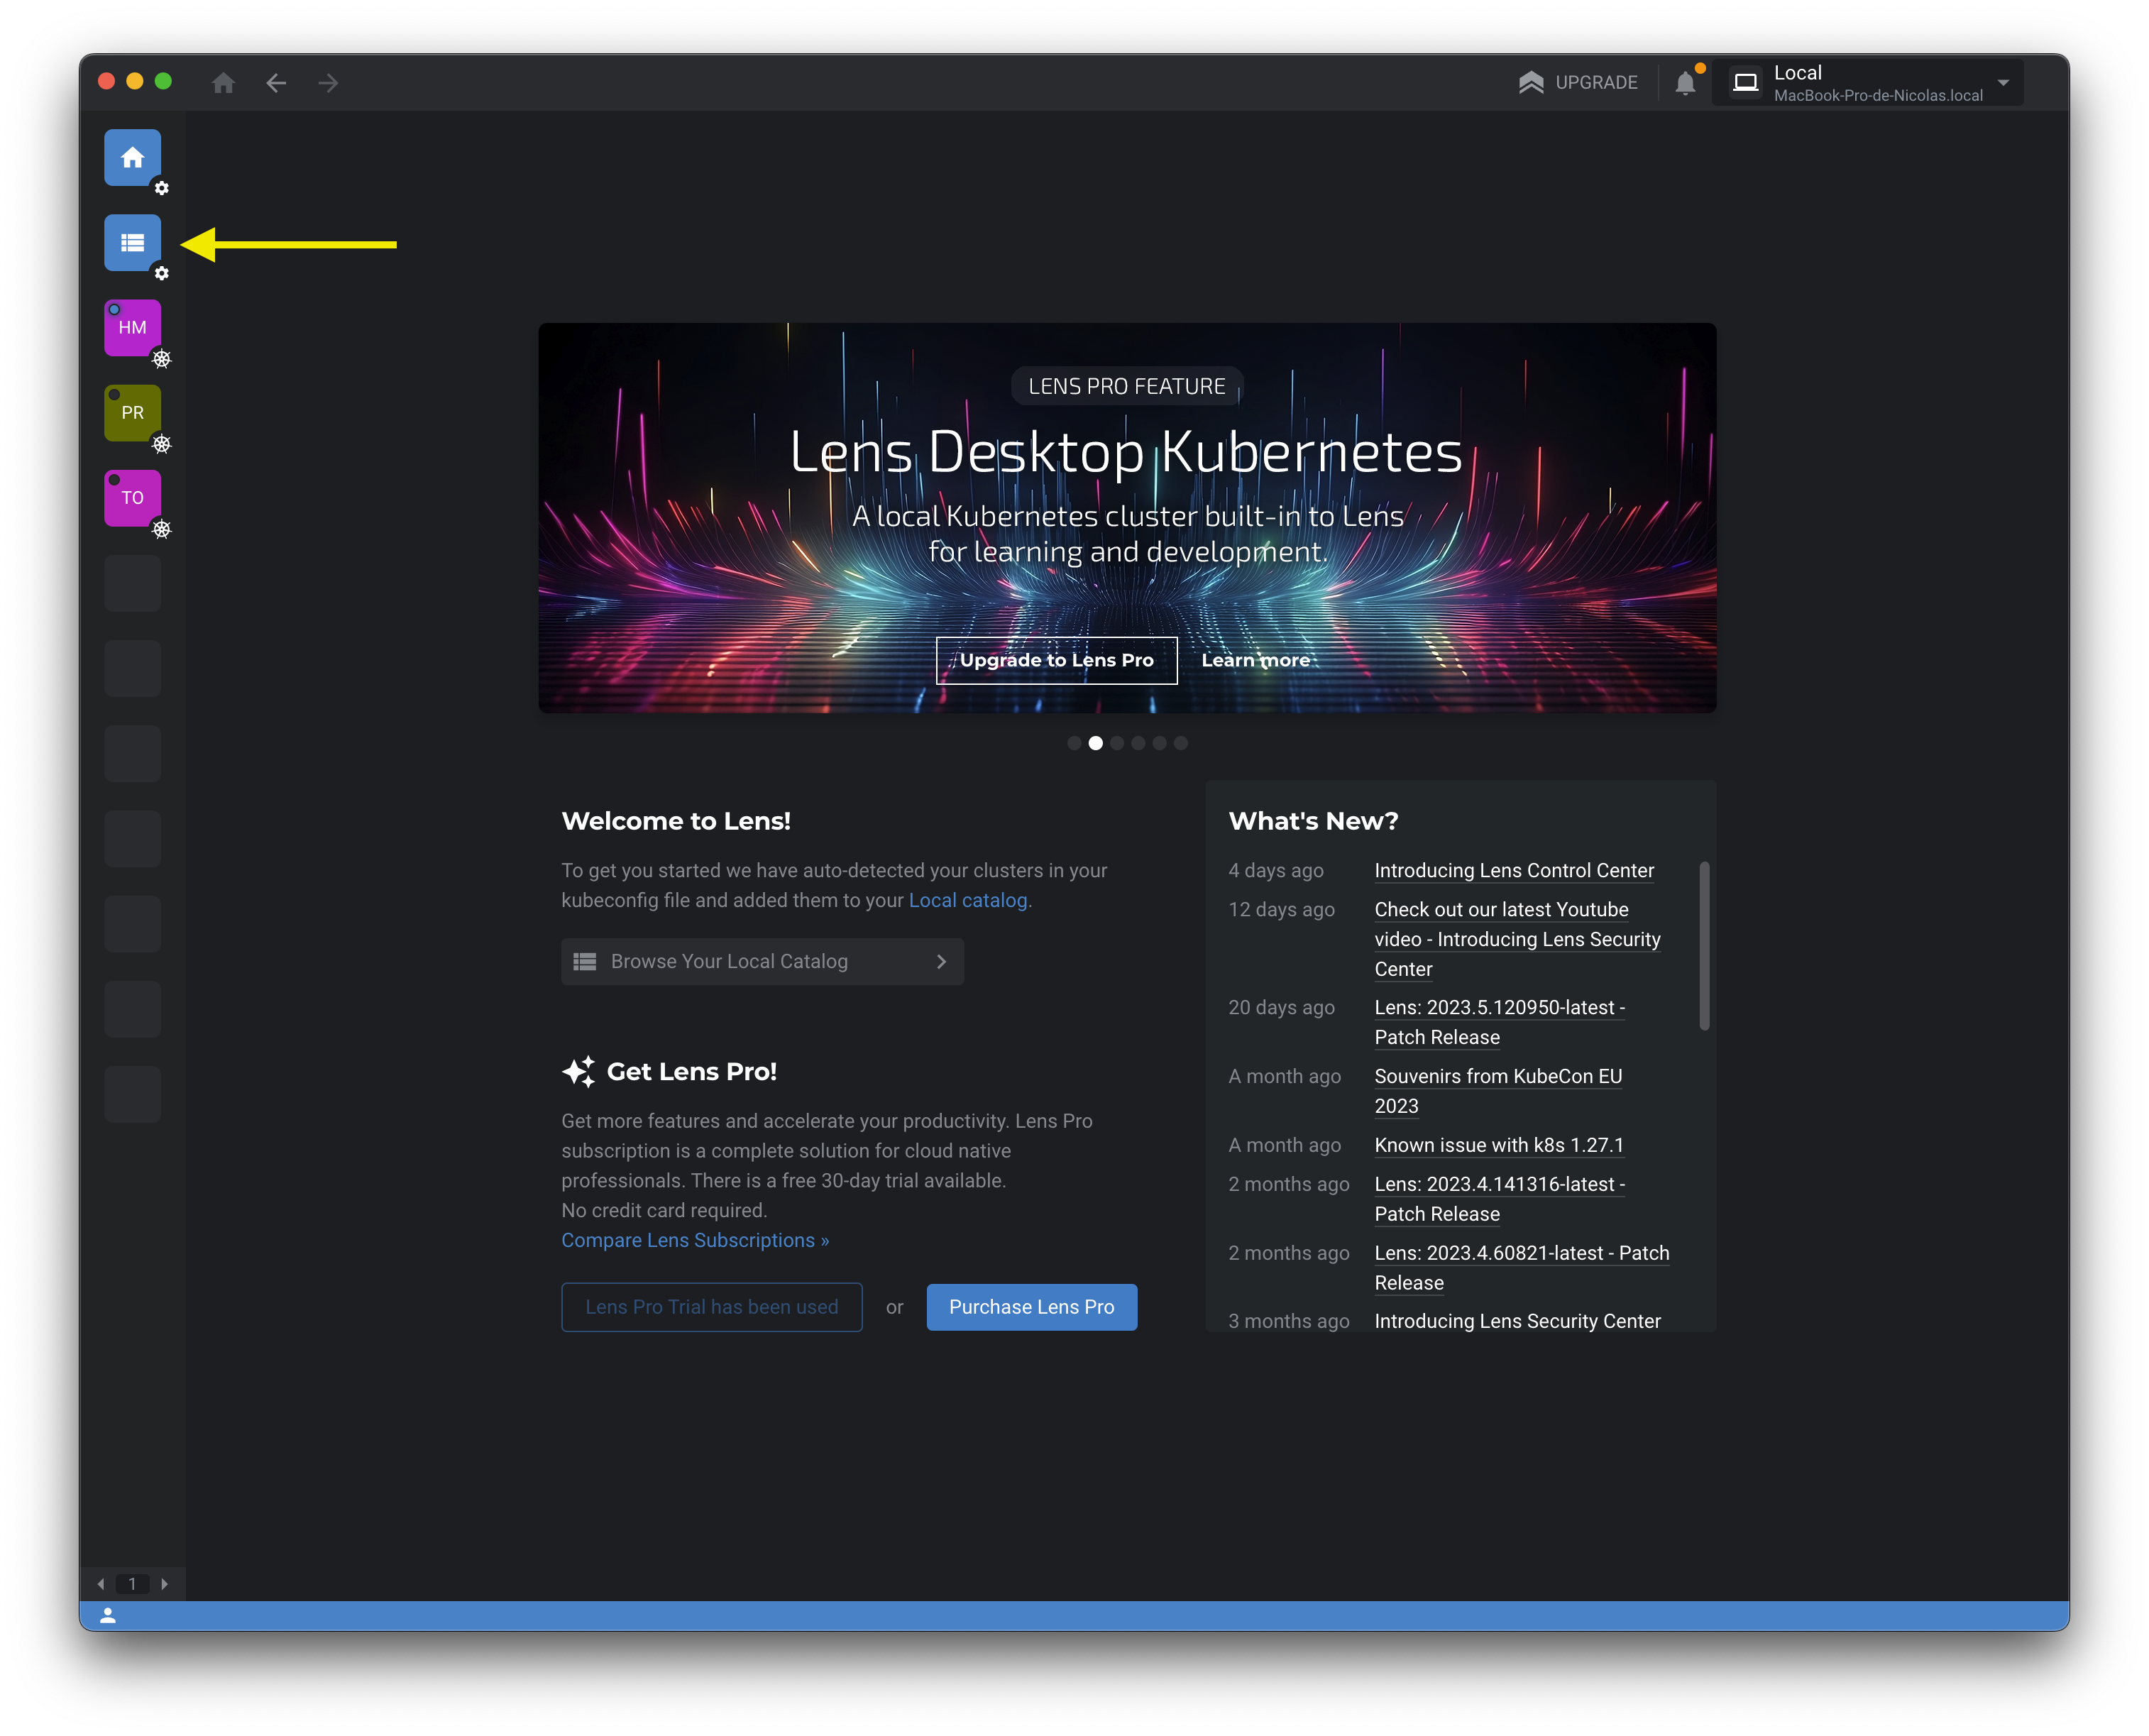 UPGRADE
Local
MacBook-Pro-de-Nicolas.local
HM
PR
TO
LENS PRO FEATURE
Lens Desktop Kubernetes
A local Kubernetes cluster built-in to Lens
for learning and development.
Upgrade to Lens Pro
Learn more
Welcome to Lens!
To get you started we have auto-detected your clusters in your
kubeconfig file and added them to your Local catalog.
Browse Your Local Catalog
Get Lens Pro!
Get more features and accelerate your productivity. Lens Pro
subscription is a complete solution for cloud native
professionals. There is a free 30-day trial available.
No credit card required.
Compare Lens Subscriptions »
Lens Pro Trial has been used
or
Purchase Lens Pro
What's New?
4 days ago Introducing Lens Control Center
12 days ago Check out our latest Youtube
video - Introducing Lens Security
Center
20 days ago Lens: 2023.5.120950-latest -
Patch Release
A month ago Souvenirs from KubeCon EU
2023
A month ago Known issue with k8s 1.27.1
2 months ago Lens: 2023.4.141316-latest -
Patch Release
2 months ago Lens: 2023.4.60821-latest - Patch
Release
3 months ago Introducing Lens Security Center
1